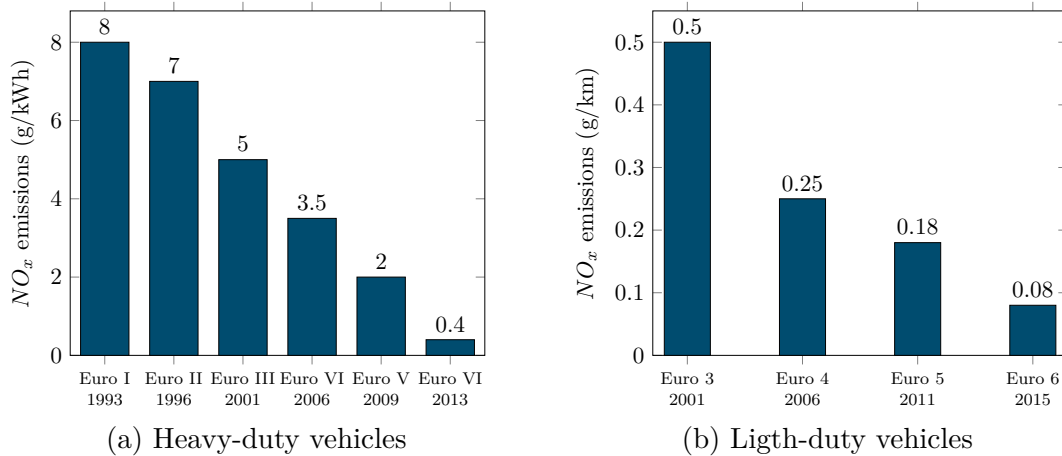 NOx emissions (g/kWh)
8
6
4
2
0
8
7
5
3.5
2
0.4
Euro I Euro II Euro III Euro VI Euro V Euro VI
1993 1996 2001 2006 2009 2013
(a) Heavy-duty vehicles
NOx emissions (g/km)
0.5
0.4
0.3
0.2
0.1
0
0.5
0.25
0.18
0.08
Euro 3 Euro 4 Euro 5 Euro 6
2001 2006 2011 2015
(b) Ligth-duty vehicles